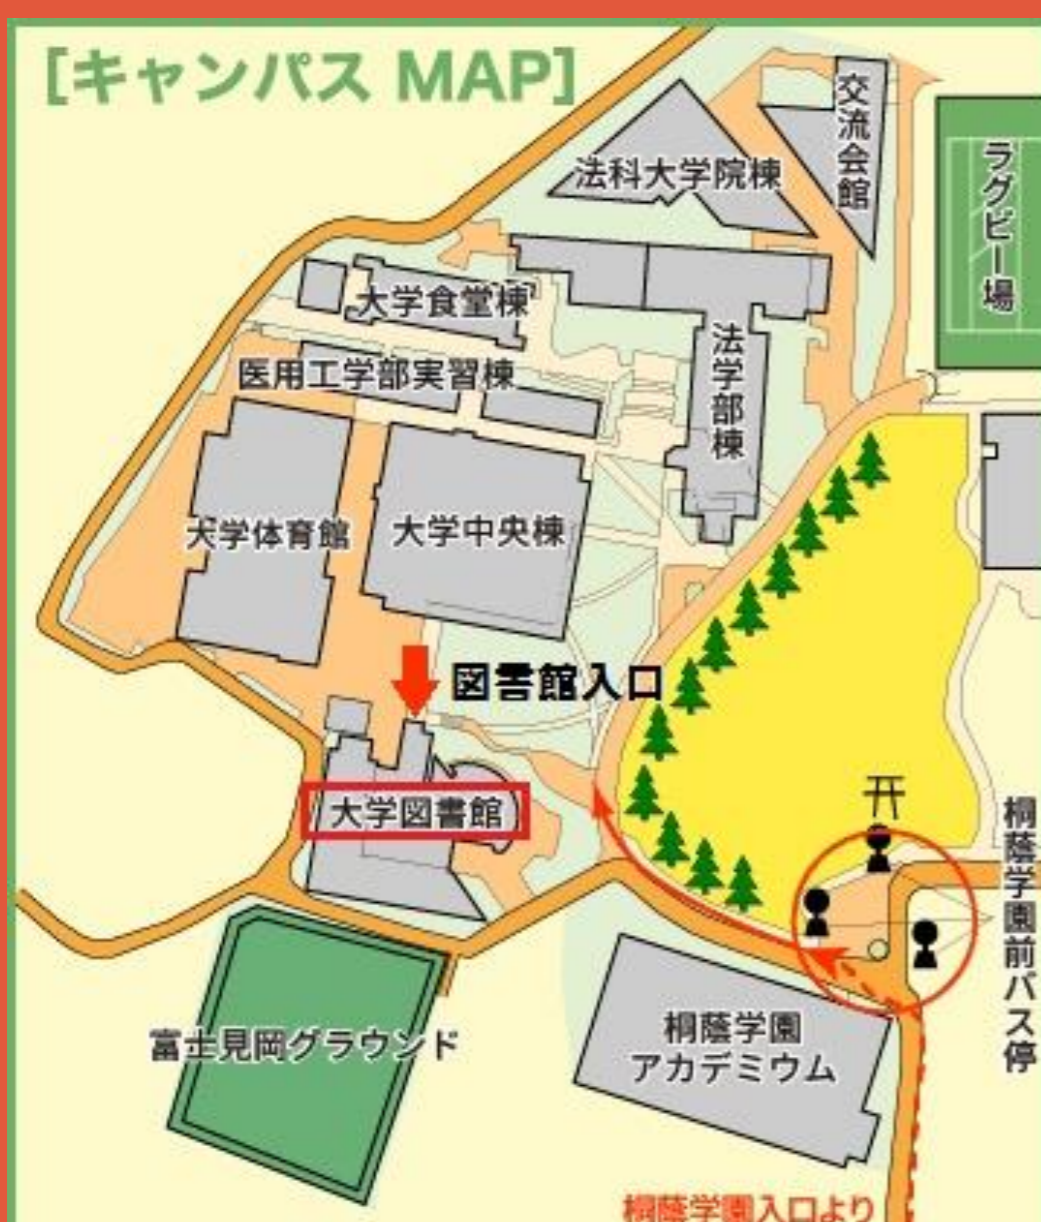 [キャンパス MAP]
交流会館
法科大学院棟
ラグビー場
大学食堂棟
法学部棟
医用工学部実習棟
大学体育館
大学中央棟
図書館入口
大学図書館
桐蔭学園前バス停
富士見岡グラウンド
桐蔭学園
アカデミウム
桐蔭学園入口より